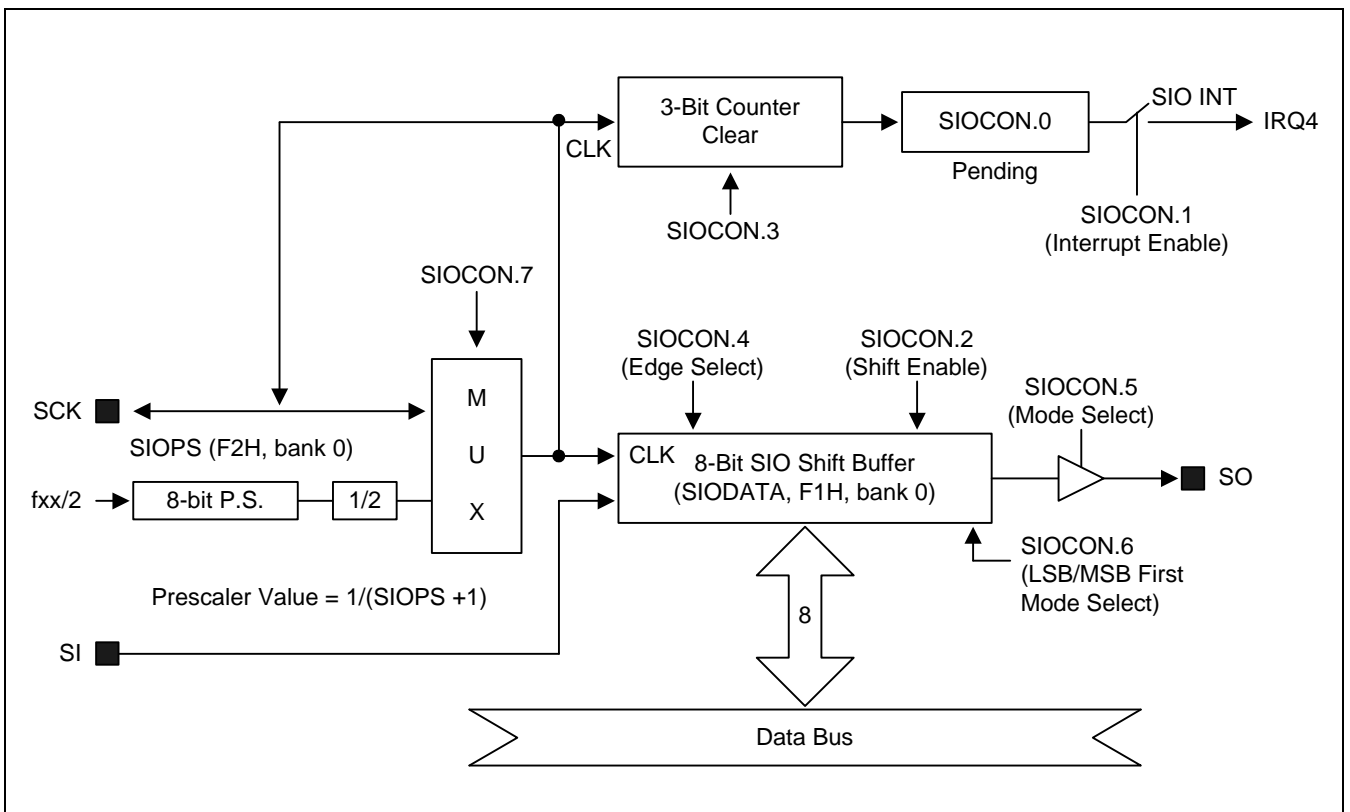 3-Bit Counter
Clear
CLK
SIOCON.3
SIOCON.0
Pending
SIO INT
IRQ4
SIOCON.1
(Interrupt Enable)
SIOCON.7
M
U
X
SCK
SIOPS (F2H, bank 0)
fxx/2
8-bit P.S.
1/2
Prescaler Value = 1/(SIOPS +1)
SI
SIOCON.4
(Edge Select)
SIOCON.2
(Shift Enable)
SIOCON.5
(Mode Select)
CLK
8-Bit SIO Shift Buffer
(SIODATA, F1H, bank 0)
SO
SIOCON.6
(LSB/MSB First
Mode Select)
8
Data Bus